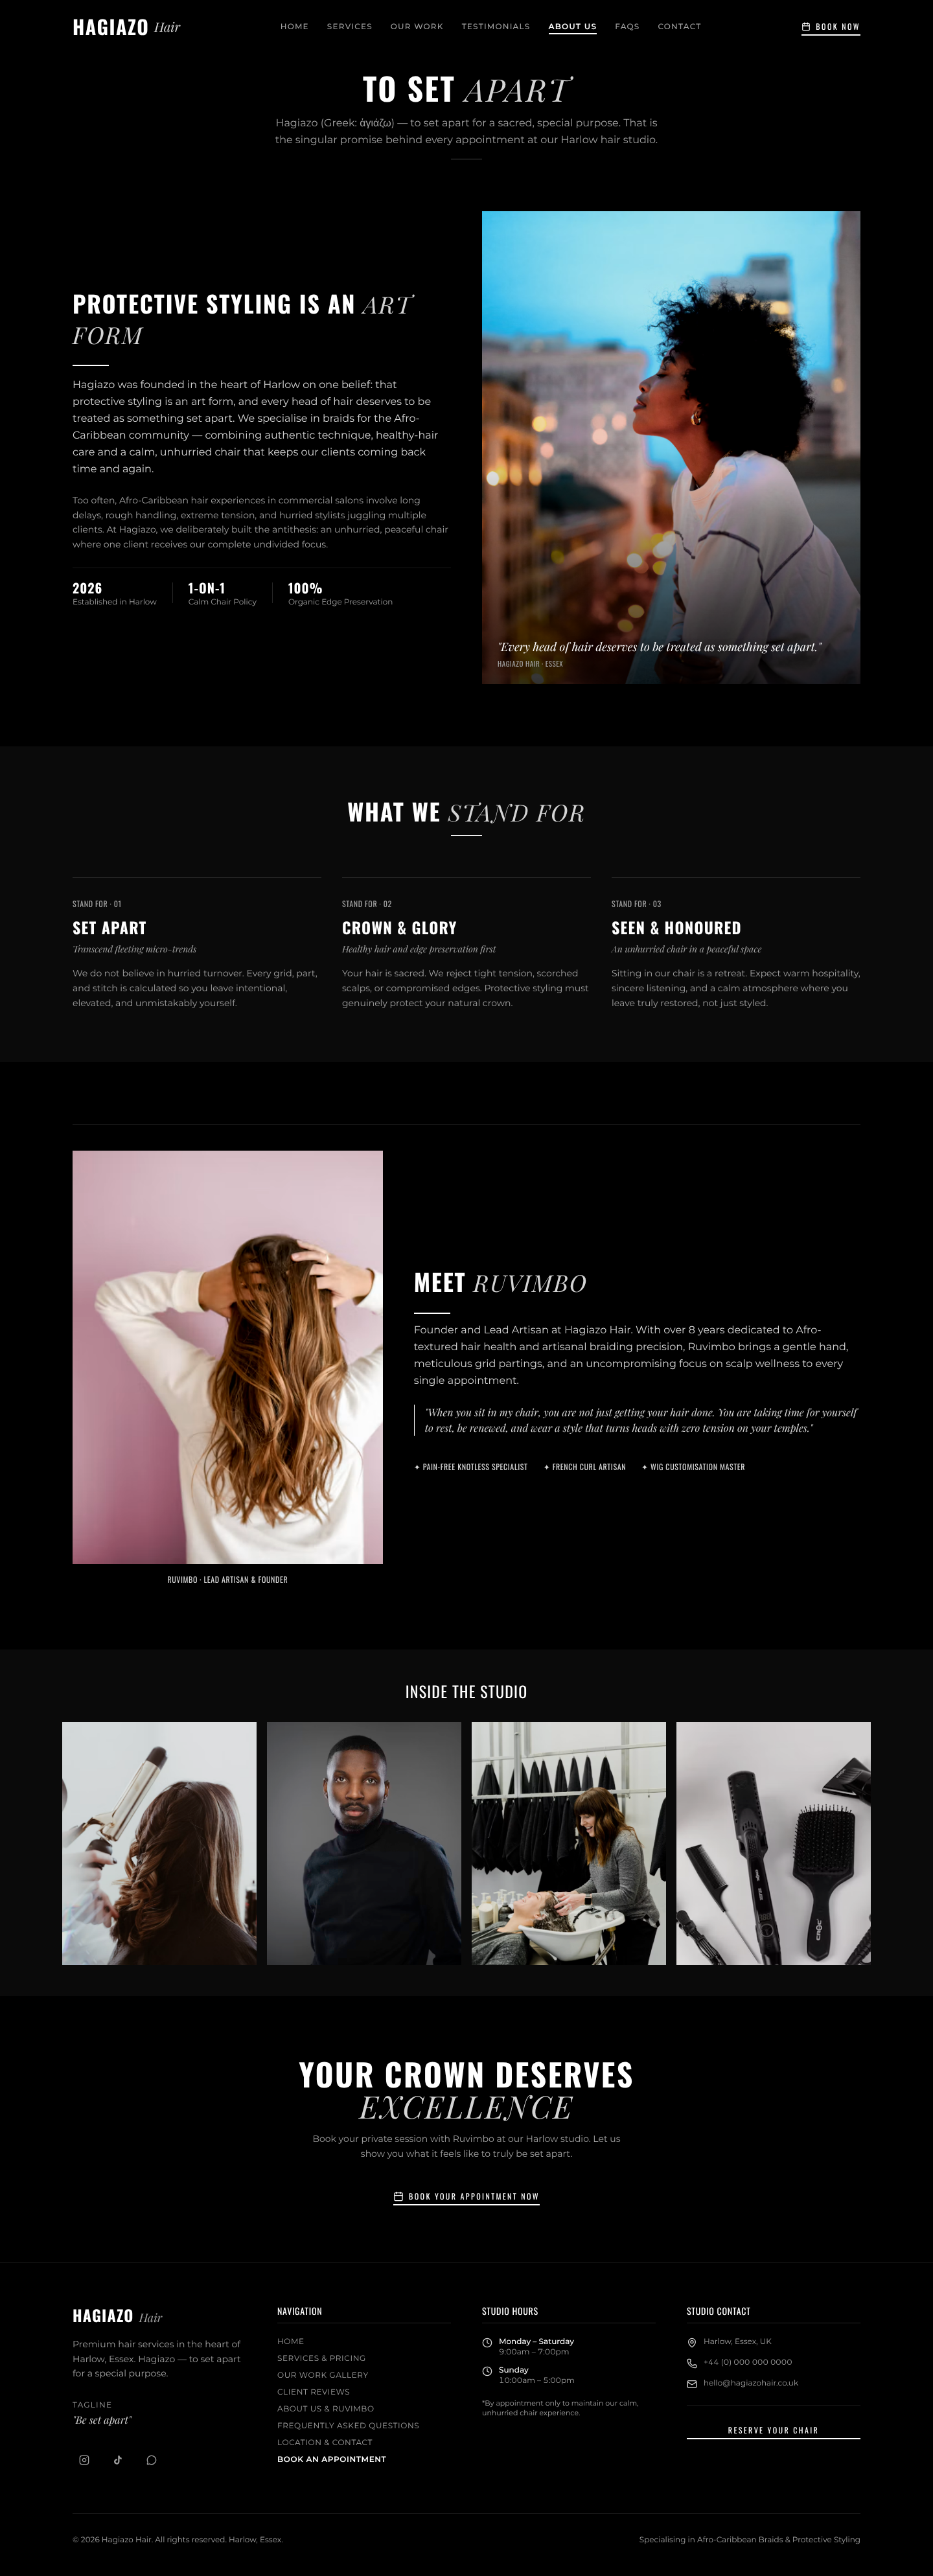 HAGIAZO Hair
HOME SERVICES OUR WORK TESTIMONIALS ABOUT US FAQS CONTACT
BOOK NOW
TO SET APART
Hagiazo (Greek: ἁγιάζω) — to set apart for a sacred, special purpose. That is
the singular promise behind every appointment at our Harlow hair studio.
PROTECTIVE STYLING IS AN ART
FORM
Hagiazo was founded in the heart of Harlow on one belief: that
protective styling is an art form, and every head of hair deserves to be
treated as something set apart. We specialise in braids for the Afro-
Caribbean community — combining authentic technique, healthy-hair
care and a calm, unhurried chair that keeps our clients coming back
time and again.
Too often, Afro-Caribbean hair experiences in commercial salons involve long
delays, rough handling, extreme tension, and hurried stylists juggling multiple
clients. At Hagiazo, we deliberately built the antithesis: an unhurried, peaceful chair
where one client receives our complete undivided focus.
2026
Established in Harlow
1-ON-1
Calm Chair Policy
100%
Organic Edge Preservation
"Every head of hair deserves to be treated as something set apart."
HAGIAZO HAIR · ESSEX
WHAT WE STAND FOR
STAND FOR · 01
SET APART
Transcend fleeting micro-trends
We do not believe in hurried turnover. Every grid, part,
and stitch is calculated so you leave intentional,
elevated, and unmistakably yourself.
STAND FOR · 02
CROWN & GLORY
Healthy hair and edge preservation first
Your hair is sacred. We reject tight tension, scorched
scalps, or compromised edges. Protective styling must
genuinely protect your natural crown.
STAND FOR · 03
SEEN & HONOURED
An unhurried chair in a peaceful space
Sitting in our chair is a retreat. Expect warm hospitality,
sincere listening, and a calm atmosphere where you
leave truly restored, not just styled.
RUVIMBO · LEAD ARTISAN & FOUNDER
MEET RUVIMBO
Founder and Lead Artisan at Hagiazo Hair. With over 8 years dedicated to Afro-
textured hair health and artisanal braiding precision, Ruvimbo brings a gentle hand,
meticulous grid partings, and an uncompromising focus on scalp wellness to every
single appointment.
"When you sit in my chair, you are not just getting your hair done. You are taking time for yourself
to rest, be renewed, and wear a style that turns heads with zero tension on your temples."
✦ PAIN-FREE KNOTLESS SPECIALIST ✦ FRENCH CURL ARTISAN ✦ WIG CUSTOMISATION MASTER
INSIDE THE STUDIO
YOUR CROWN DESERVES
EXCELLENCE
Book your private session with Ruvimbo at our Harlow studio. Let us
show you what it feels like to truly be set apart.
BOOK YOUR APPOINTMENT NOW
HAGIAZO Hair
Premium hair services in the heart of
Harlow, Essex. Hagiazo — to set apart
for a special purpose.
TAGLINE
"Be set apart"
NAVIGATION
HOME
SERVICES & PRICING
OUR WORK GALLERY
CLIENT REVIEWS
ABOUT US & RUVIMBO
FREQUENTLY ASKED QUESTIONS
LOCATION & CONTACT
BOOK AN APPOINTMENT
STUDIO HOURS
Monday – Saturday
9:00am – 7:00pm
Sunday
10:00am – 5:00pm
*By appointment only to maintain our calm,
unhurried chair experience.
STUDIO CONTACT
Harlow, Essex, UK
+44 (0) 000 000 0000
hello@hagiazohair.co.uk
RESERVE YOUR CHAIR
© 2026 Hagiazo Hair. All rights reserved. Harlow, Essex.
Specialising in Afro-Caribbean Braids & Protective Styling